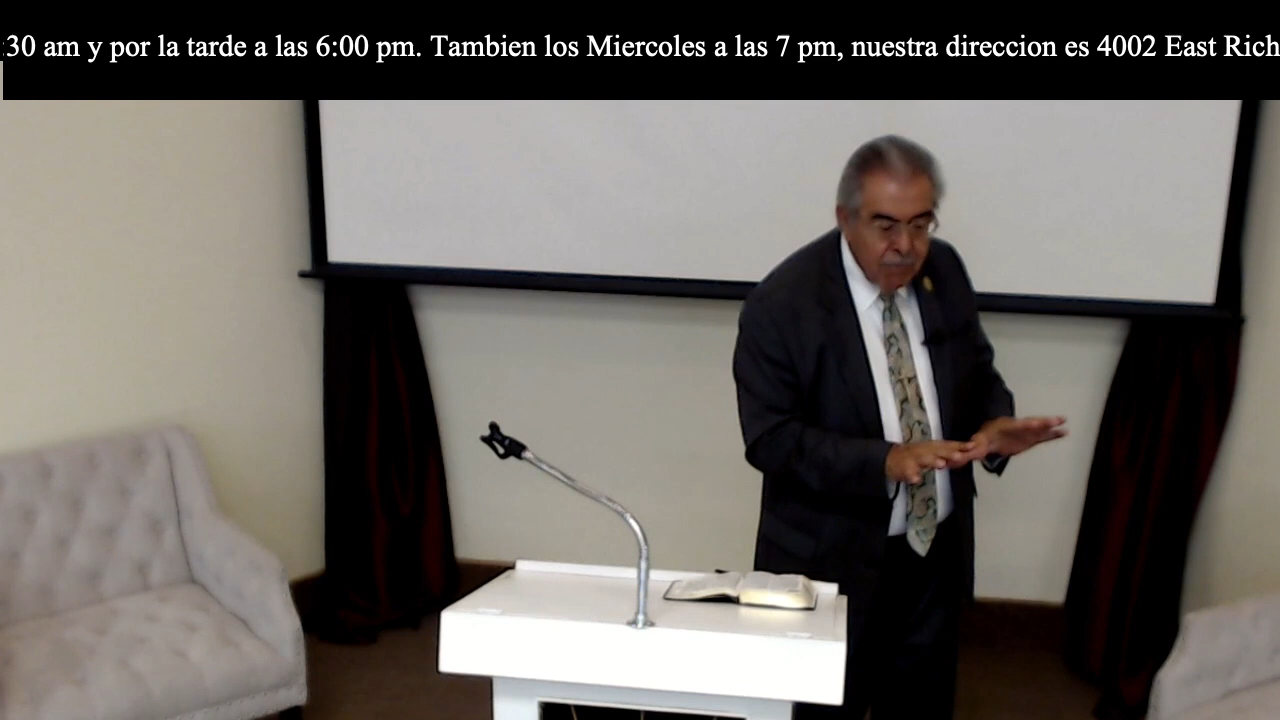 :30 am y por la tarde a las 6:00 pm. Tambien los Miercoles a las 7 pm, nuestra direccion es 4002 East Rich